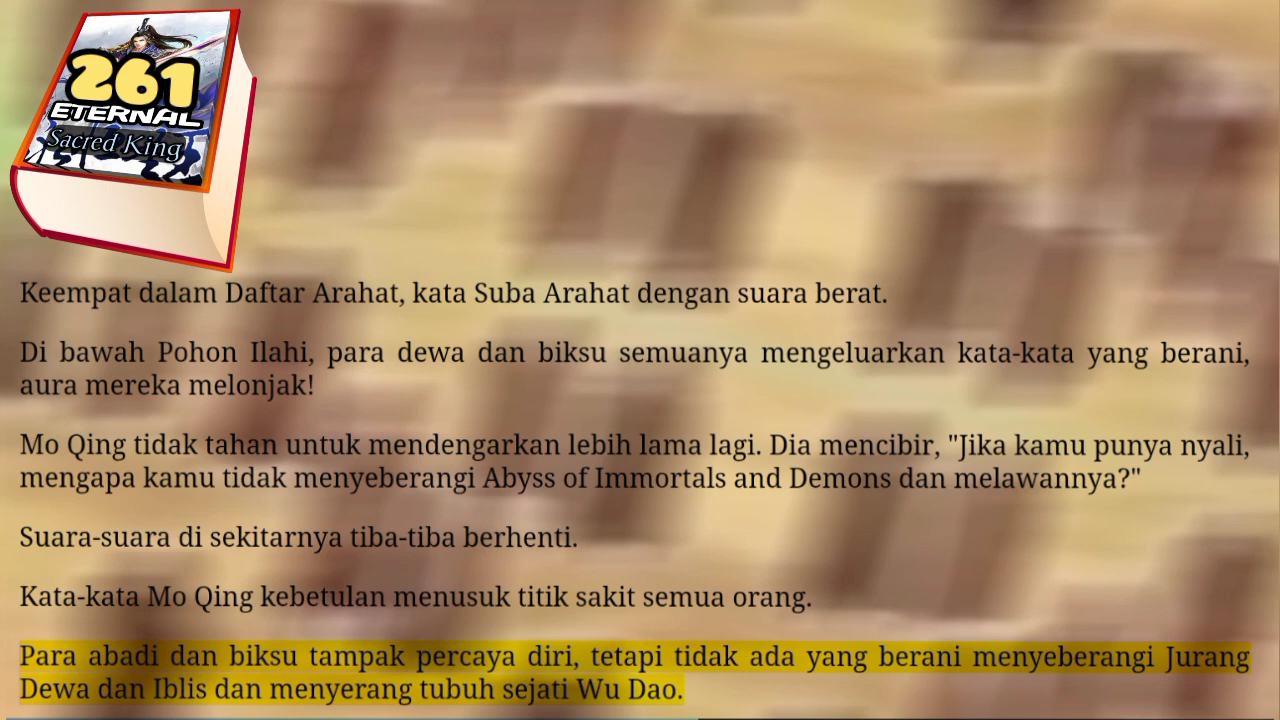 261
ETERNAL
Sacred King
Keempat dalam Daftar Arahat, kata Suba Arahat dengan suara berat.
Di bawah Pohon Ilahi, para dewa dan biksu semuanya mengeluarkan kata-kata yang berani,
aura mereka melonjak!
Mo Qing tidak tahan untuk mendengarkan lebih lama lagi. Dia mencibir, "Jika kamu punya nyali,
mengapa kamu tidak menyeberangi Abyss of Immortals and Demons dan melawannya?"
Suara-suara di sekitarnya tiba-tiba berhenti.
Kata-kata Mo Qing kebetulan menusuk titik sakit semua orang.
Para abadi dan biksu tampak percaya diri, tetapi tidak ada yang berani menyeberangi Jurang
Dewa dan Iblis dan menyerang tubuh sejati Wu Dao.